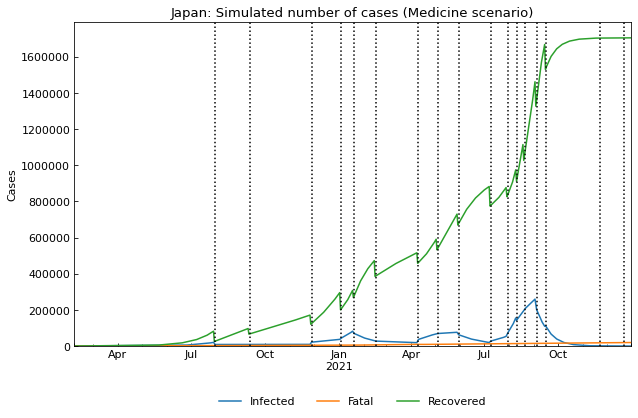 Japan: Simulated number of cases (Medicine scenario)
1600000
1400000
1200000
1000000
800000
600000
400000
200000
0
Cases
Apr Jul Oct Jan Apr Jul Oct
2021
Infected Fatal Recovered